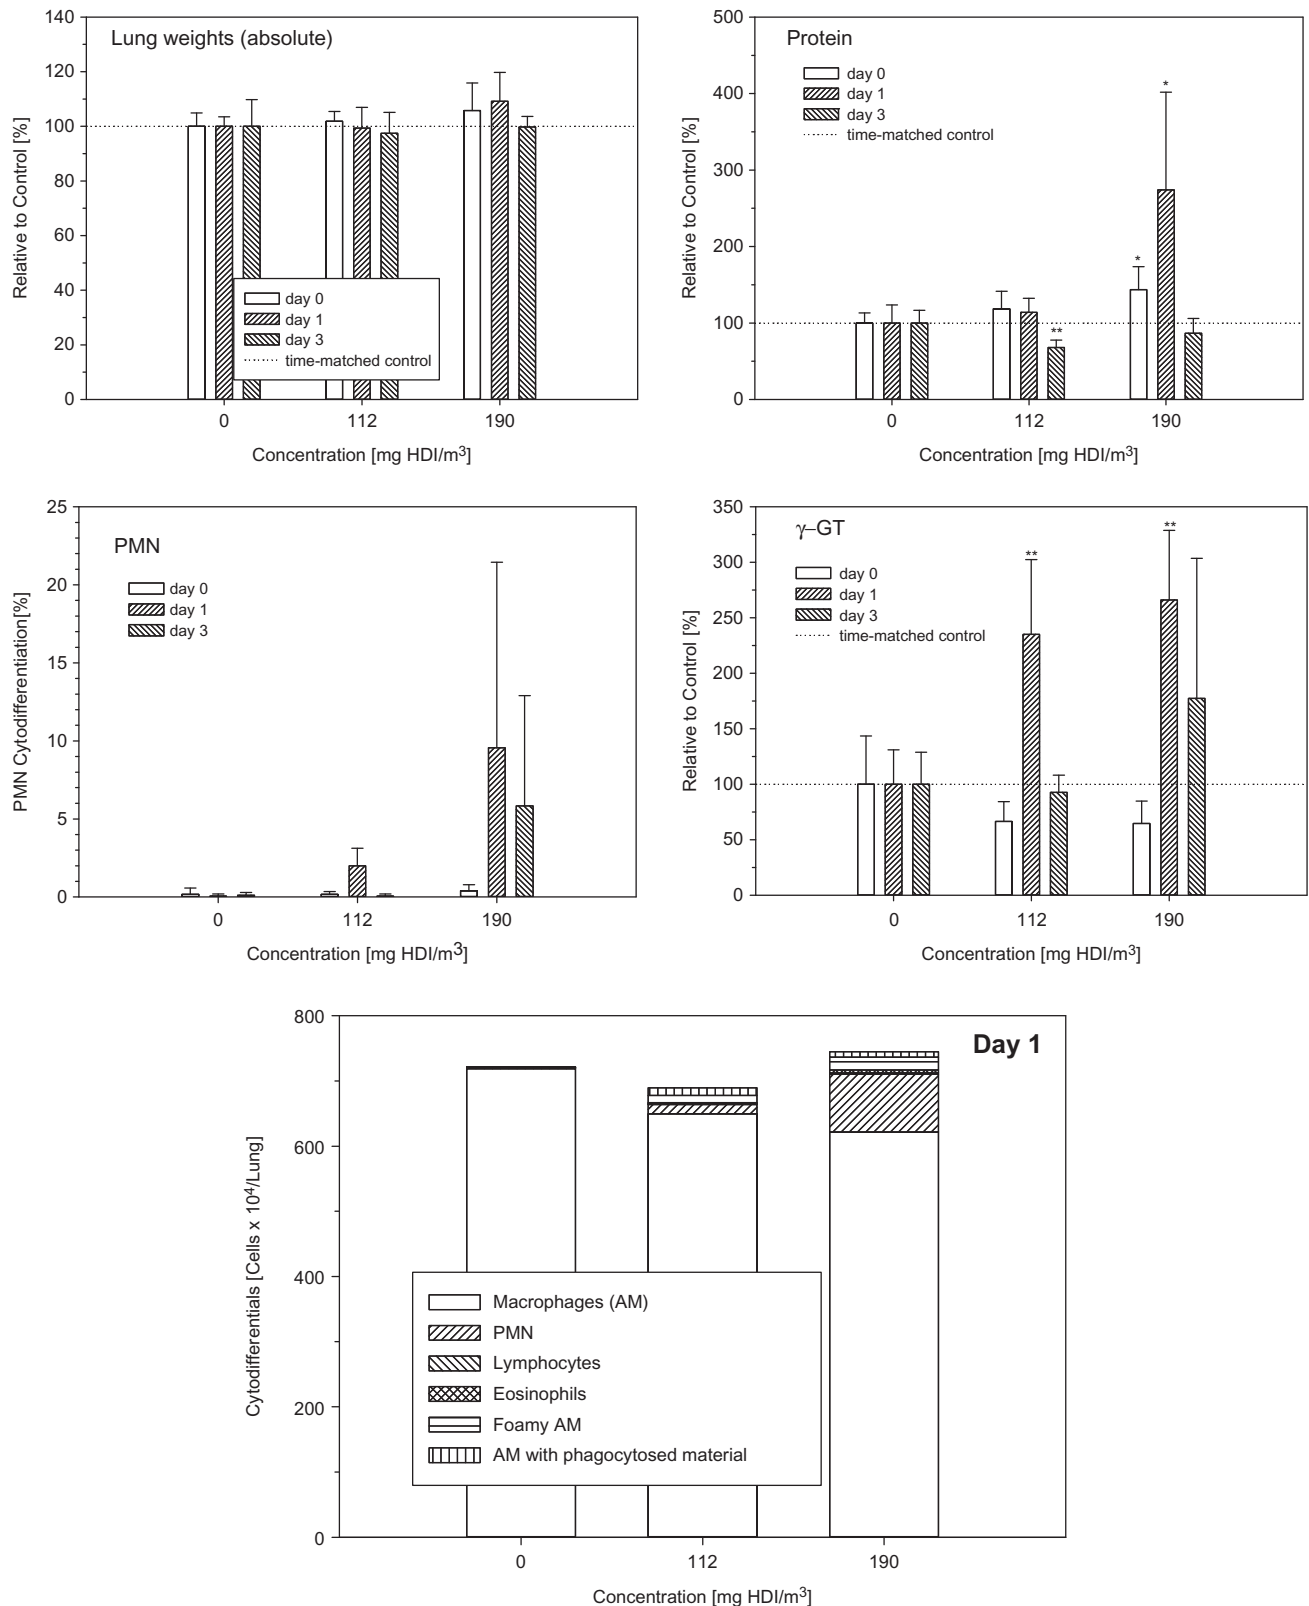 Lung weights (absolute)
140
120
100
80
60
40
20
0
Relative to Control [%]
day 0
day 1
day 3
time-matched control
0 112 190
Concentration [mg HDI/m³]
Protein
day 0
day 1
day 3
time-matched control
500
400
300
200
100
0
Relative to Control [%]
**
*
*
0 112 190
Concentration [mg HDI/m³]
PMN
day 0
day 1
day 3
25
20
15
10
5
0
PMN Cytodifferentiation[%]
0 112 190
Concentration [mg HDI/m³]
γ–GT
day 0
day 1
day 3
time-matched control
350
300
250
200
150
100
50
0
Relative to Control [%]
**
**
0 112 190
Concentration [mg HDI/m³]
Day 1
800
600
400
200
0
Cytodifferentials [Cells x 10⁴/Lung]
Macrophages (AM)
PMN
Lymphocytes
Eosinophils
Foamy AM
AM with phagocytosed material
0 112 190
Concentration [mg HDI/m³]